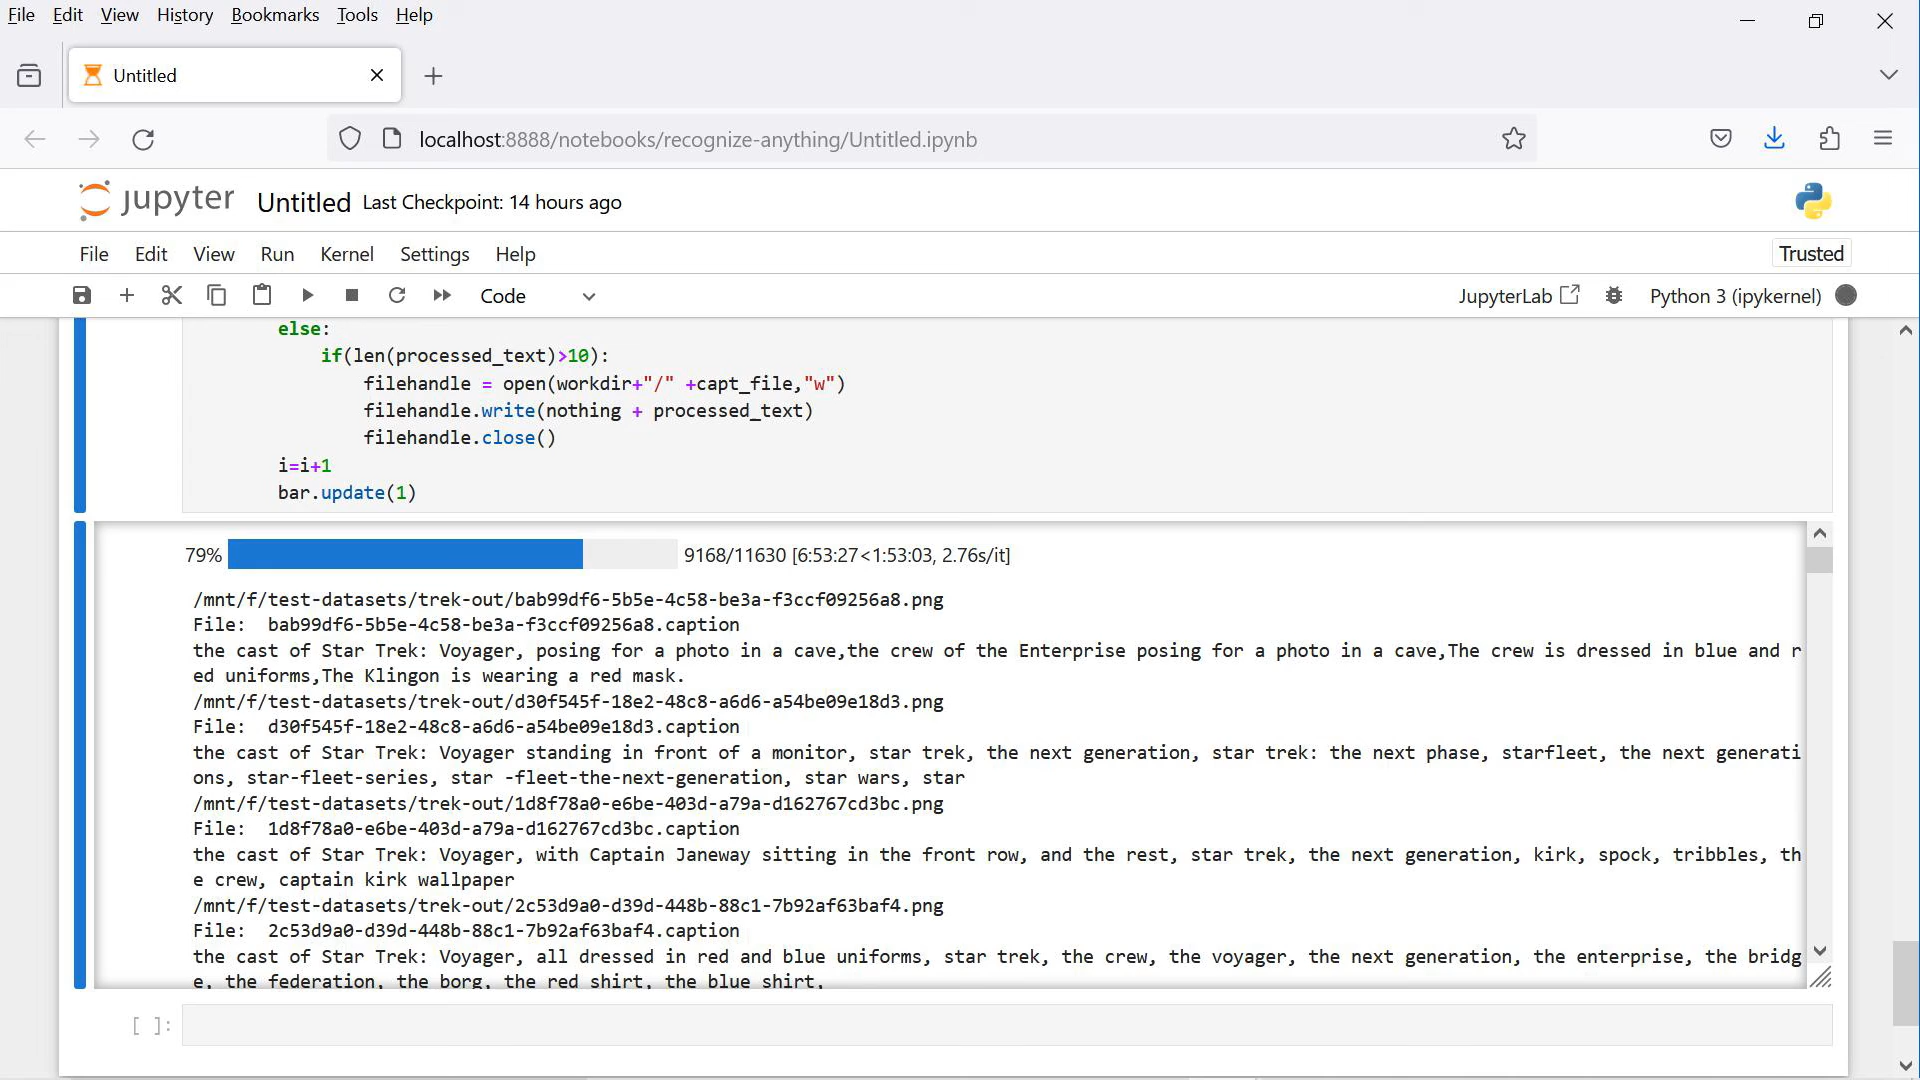 File Edit View History Bookmarks Tools Help
Untitled
localhost:8888/notebooks/recognize-anything/Untitled.ipynb
jupyter Untitled Last Checkpoint: 14 hours ago
File Edit View Run Kernel Settings Help Trusted
Code JupyterLab Python 3 (ipykernel)
else:
if(len(processed_text)>10):
filehandle = open(workdir+"/" +capt_file,"w")
filehandle.write(nothing + processed_text)
filehandle.close()
i=i+1
bar.update(1)
79% 9168/11630 [6:53:27<1:53:03, 2.76s/it]
/mnt/f/test-datasets/trek-out/bab99df6-5b5e-4c58-be3a-f3ccf09256a8.png
File:  bab99df6-5b5e-4c58-be3a-f3ccf09256a8.caption
the cast of Star Trek: Voyager, posing for a photo in a cave,the crew of the Enterprise posing for a photo in a cave,The crew is dressed in blue and r
ed uniforms,The Klingon is wearing a red mask.
/mnt/f/test-datasets/trek-out/d30f545f-18e2-48c8-a6d6-a54be09e18d3.png
File:  d30f545f-18e2-48c8-a6d6-a54be09e18d3.caption
the cast of Star Trek: Voyager standing in front of a monitor, star trek, the next generation, star trek: the next phase, starfleet, the next generati
ons, star-fleet-series, star -fleet-the-next-generation, star wars, star
/mnt/f/test-datasets/trek-out/1d8f78a0-e6be-403d-a79a-d162767cd3bc.png
File:  1d8f78a0-e6be-403d-a79a-d162767cd3bc.caption
the cast of Star Trek: Voyager, with Captain Janeway sitting in the front row, and the rest, star trek, the next generation, kirk, spock, tribbles, th
e crew, captain kirk wallpaper
/mnt/f/test-datasets/trek-out/2c53d9a0-d39d-448b-88c1-7b92af63baf4.png
File:  2c53d9a0-d39d-448b-88c1-7b92af63baf4.caption
the cast of Star Trek: Voyager, all dressed in red and blue uniforms, star trek, the crew, the voyager, the next generation, the enterprise, the bridg
e, the federation, the borg, the red shirt, the blue shirt,
[ ]: